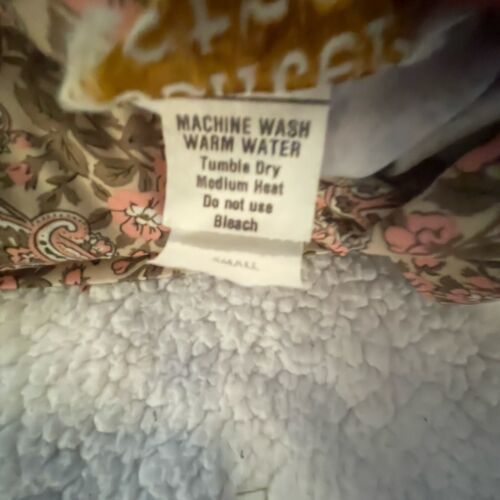 MACHINE WASH
WARM WATER
Tumble Dry
Medium Heat
Do not use
Bleach
SMALL